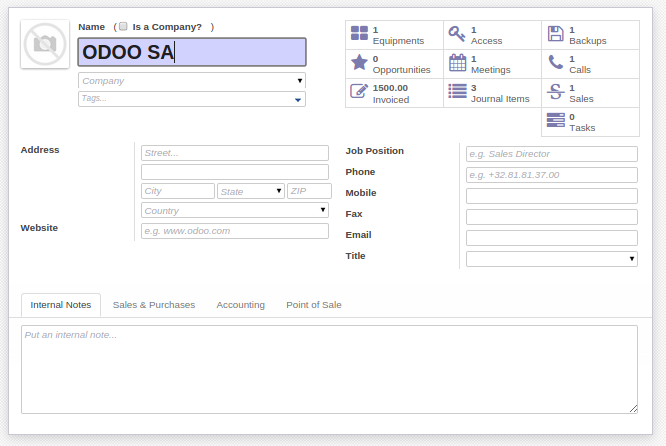 Name ( Is a Company? )
ODOO SA
Company
Tags...
1 Equipments
1 Access
1 Backups
0 Opportunities
1 Meetings
1 Calls
1500.00 Invoiced
3 Journal Items
1 Sales
0 Tasks
Address
Street...
City State ZIP
Country
Website e.g. www.odoo.com
Job Position e.g. Sales Director
Phone e.g. +32.81.81.37.00
Mobile
Fax
Email
Title
Internal Notes Sales & Purchases Accounting Point of Sale
Put an internal note...